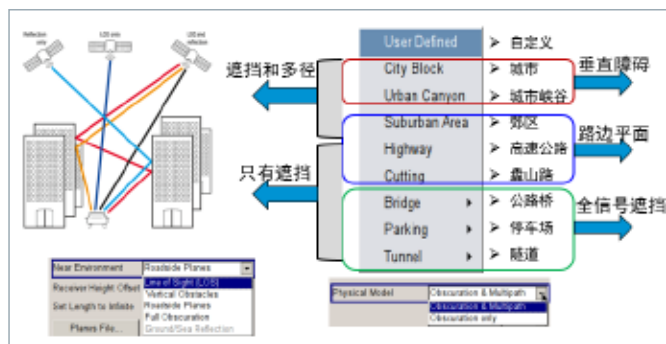 Reflection only
LOS only
LOS and reflection
遮挡和多径
只有遮挡
User Defined
City Block
Urban Canyon
Suburban Area
Highway
Cutting
Bridge
Parking
Tunnel
➢ 自定义
➢ 城市
➢ 城市峡谷
➢ 郊区
➢ 高速公路
➢ 盘山路
➢ 公路桥
➢ 停车场
➢ 隧道
垂直障碍
路边平面
全信号遮挡
Near Environment
Roadside Planes
Receiver Height Offset
Set Length to Infinite
Planes File...
Line of Sight (LOS)
Vertical Obstacles
Roadside Planes
Full Obscuration
Ground/Sea Reflection
Physical Model
Obscuration & Multipath
Obscuration & Multipath
Obscuration only